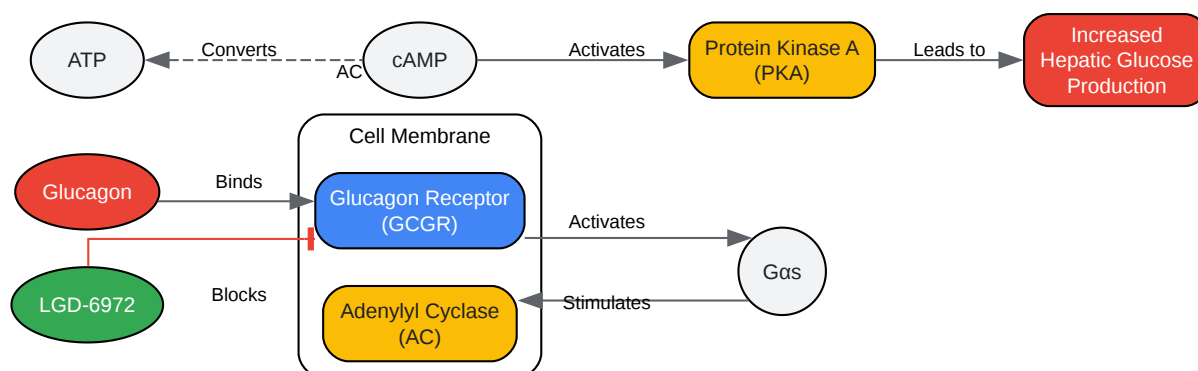 ATP
Converts
AC
cAMP
Activates
Protein Kinase A
(PKA)
Leads to
Increased
Hepatic Glucose
Production
Cell Membrane
Glucagon
Binds
Glucagon Receptor
(GCGR)
Activates
Gαs
LGD-6972
Blocks
Adenylyl Cyclase
(AC)
Stimulates